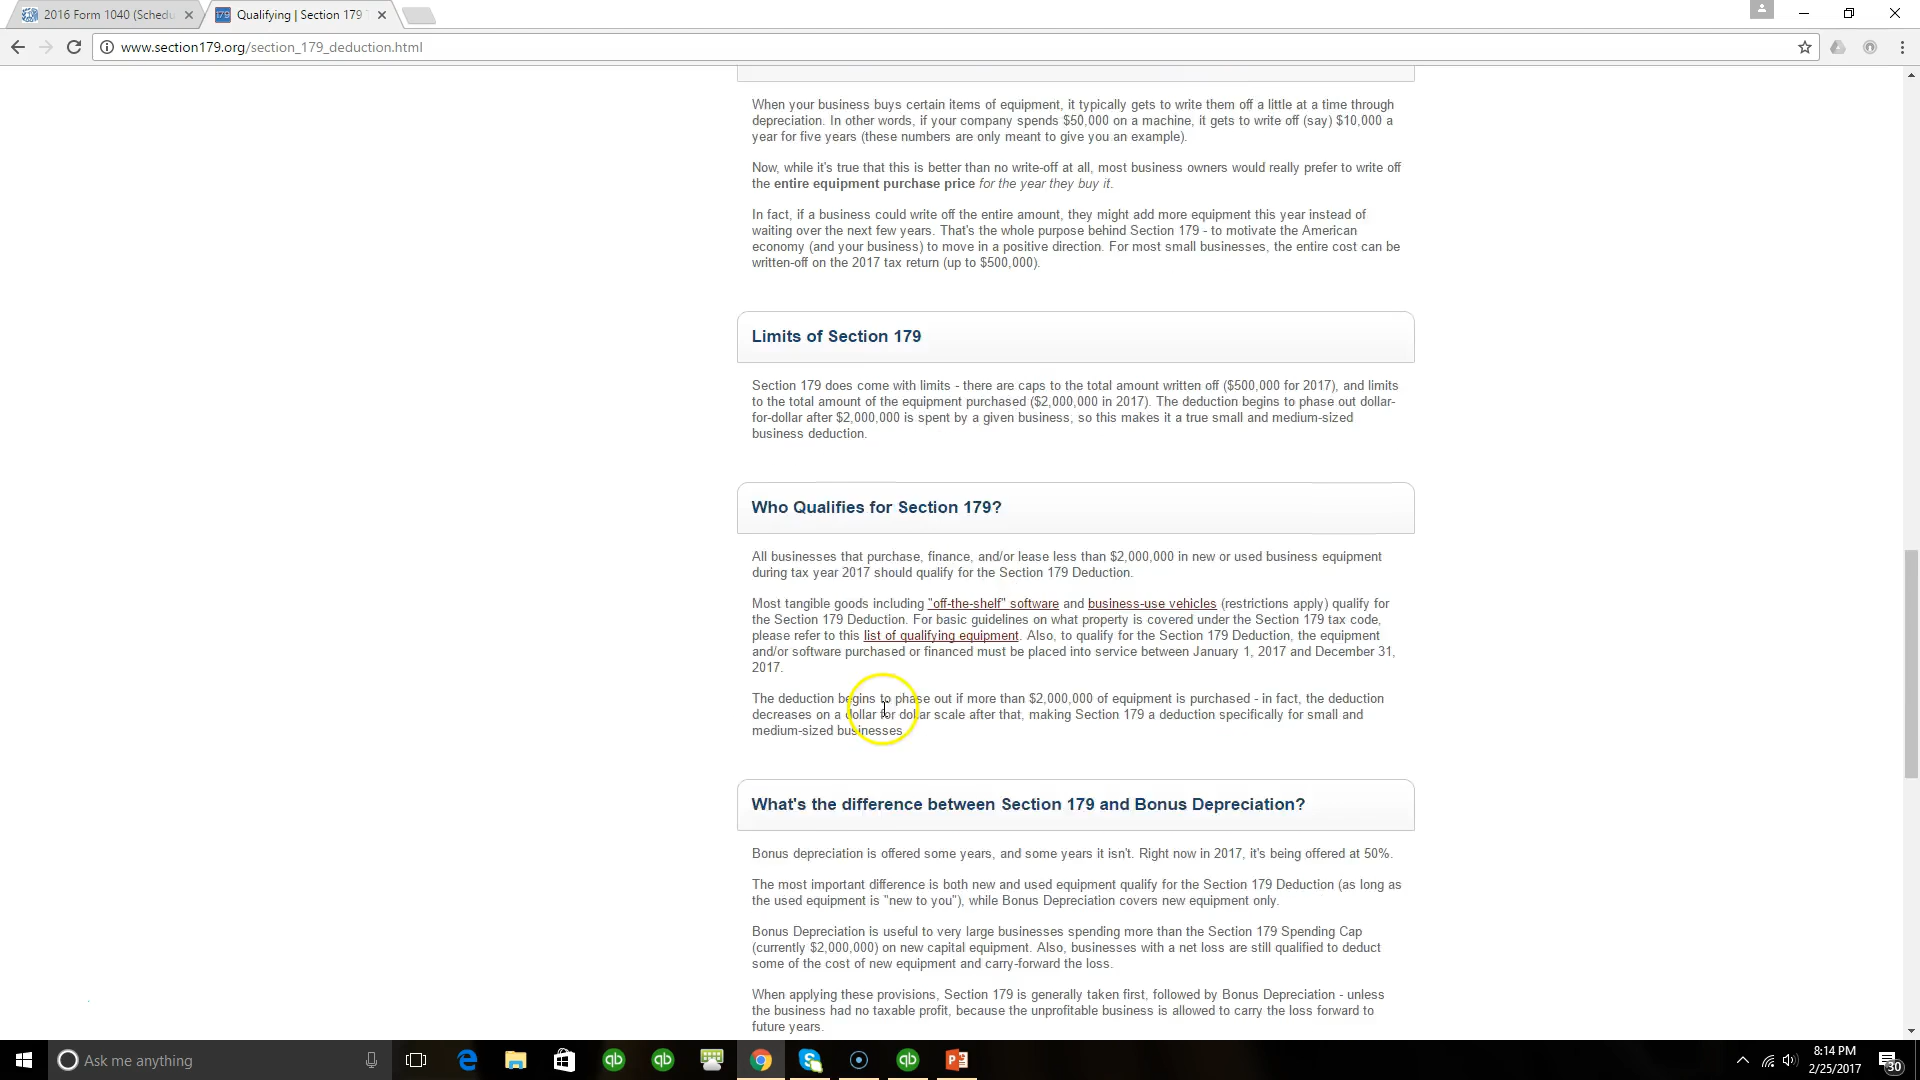 2016 Form 1040 (Schedu
Qualifying | Section 179 T
www.section179.org/section_179_deduction.html
When your business buys certain items of equipment, it typically gets to write them off a little at a time through
depreciation. In other words, if your company spends $50,000 on a machine, it gets to write off (say) $10,000 a
year for five years (these numbers are only meant to give you an example).
Now, while it's true that this is better than no write-off at all, most business owners would really prefer to write off
the entire equipment purchase price for the year they buy it.
In fact, if a business could write off the entire amount, they might add more equipment this year instead of
waiting over the next few years. That's the whole purpose behind Section 179 - to motivate the American
economy (and your business) to move in a positive direction. For most small businesses, the entire cost can be
written-off on the 2017 tax return (up to $500,000).
Limits of Section 179
Section 179 does come with limits - there are caps to the total amount written off ($500,000 for 2017), and limits
to the total amount of the equipment purchased ($2,000,000 in 2017). The deduction begins to phase out dollar-
for-dollar after $2,000,000 is spent by a given business, so this makes it a true small and medium-sized
business deduction.
Who Qualifies for Section 179?
All businesses that purchase, finance, and/or lease less than $2,000,000 in new or used business equipment
during tax year 2017 should qualify for the Section 179 Deduction.
Most tangible goods including "off-the-shelf" software and business-use vehicles (restrictions apply) qualify for
the Section 179 Deduction. For basic guidelines on what property is covered under the Section 179 tax code,
please refer to this list of qualifying equipment. Also, to qualify for the Section 179 Deduction, the equipment
and/or software purchased or financed must be placed into service between January 1, 2017 and December 31,
2017.
The deduction begins to phase out if more than $2,000,000 of equipment is purchased - in fact, the deduction
decreases on a dollar for dollar scale after that, making Section 179 a deduction specifically for small and
medium-sized businesses.
What's the difference between Section 179 and Bonus Depreciation?
Bonus depreciation is offered some years, and some years it isn't. Right now in 2017, it's being offered at 50%.
The most important difference is both new and used equipment qualify for the Section 179 Deduction (as long as
the used equipment is "new to you"), while Bonus Depreciation covers new equipment only.
Bonus Depreciation is useful to very large businesses spending more than the Section 179 Spending Cap
(currently $2,000,000) on new capital equipment. Also, businesses with a net loss are still qualified to deduct
some of the cost of new equipment and carry-forward the loss.
When applying these provisions, Section 179 is generally taken first, followed by Bonus Depreciation - unless
the business had no taxable profit, because the unprofitable business is allowed to carry the loss forward to
future years.
Ask me anything
8:14 PM
2/25/2017
30